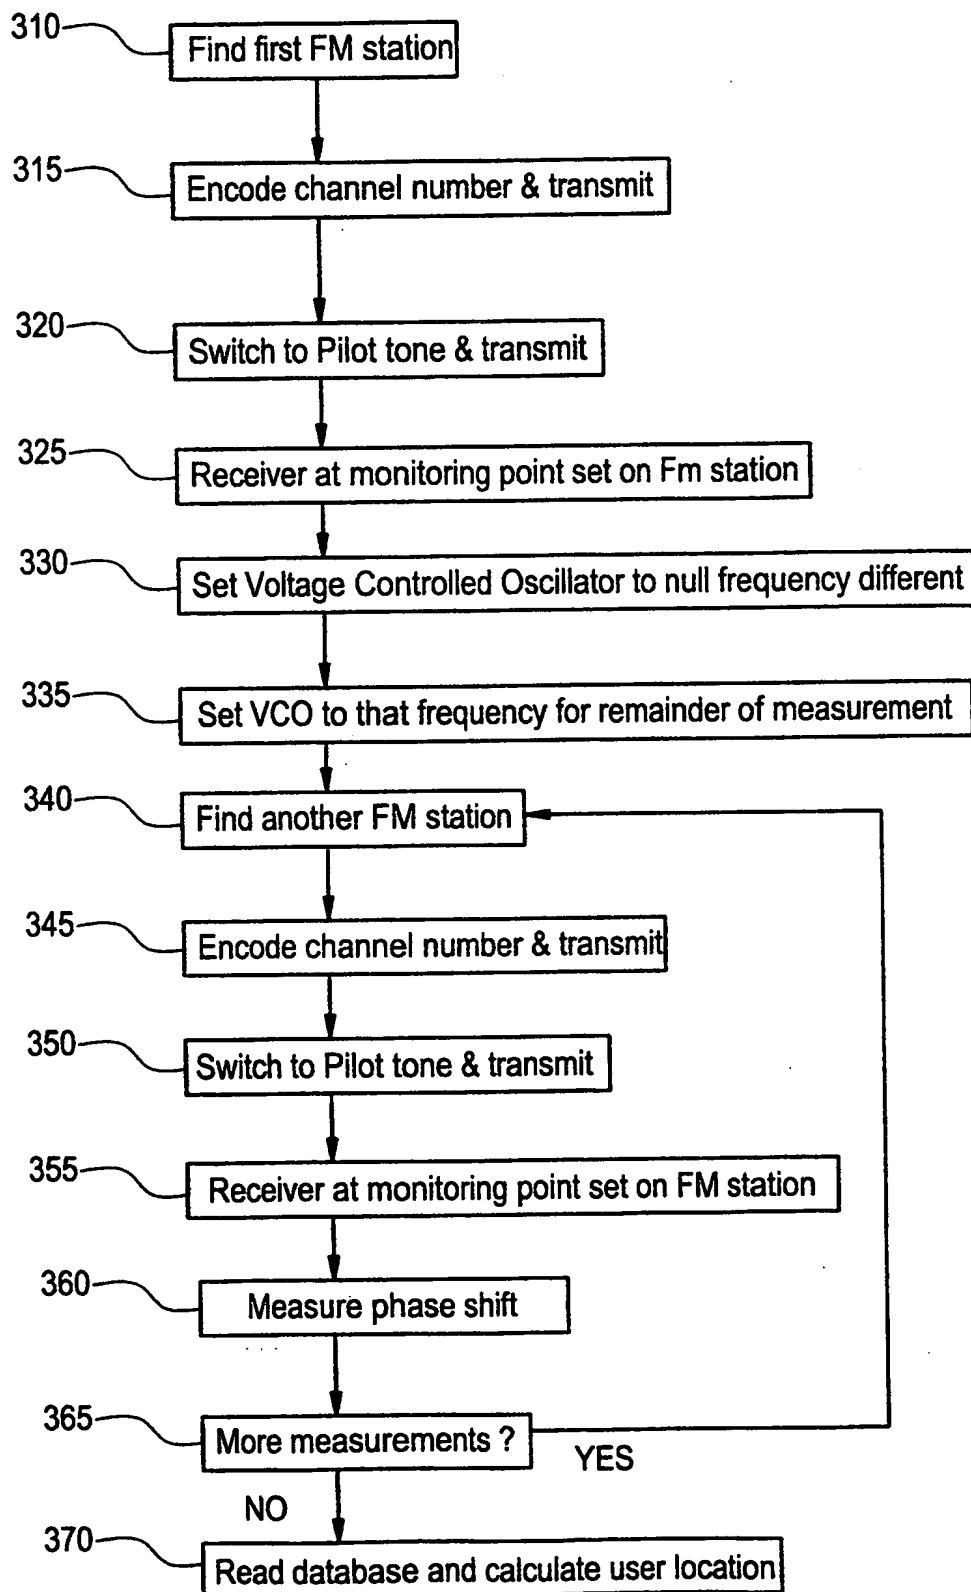 310
Find first FM station
315
Encode channel number & transmit
320
Switch to Pilot tone & transmit
325
Receiver at monitoring point set on Fm station
330
Set Voltage Controlled Oscillator to null frequency different
335
Set VCO to that frequency for remainder of measurement
340
Find another FM station
345
Encode channel number & transmit
350
Switch to Pilot tone & transmit
355
Receiver at monitoring point set on FM station
360
Measure phase shift
365
More measurements ?
YES
NO
370
Read database and calculate user location